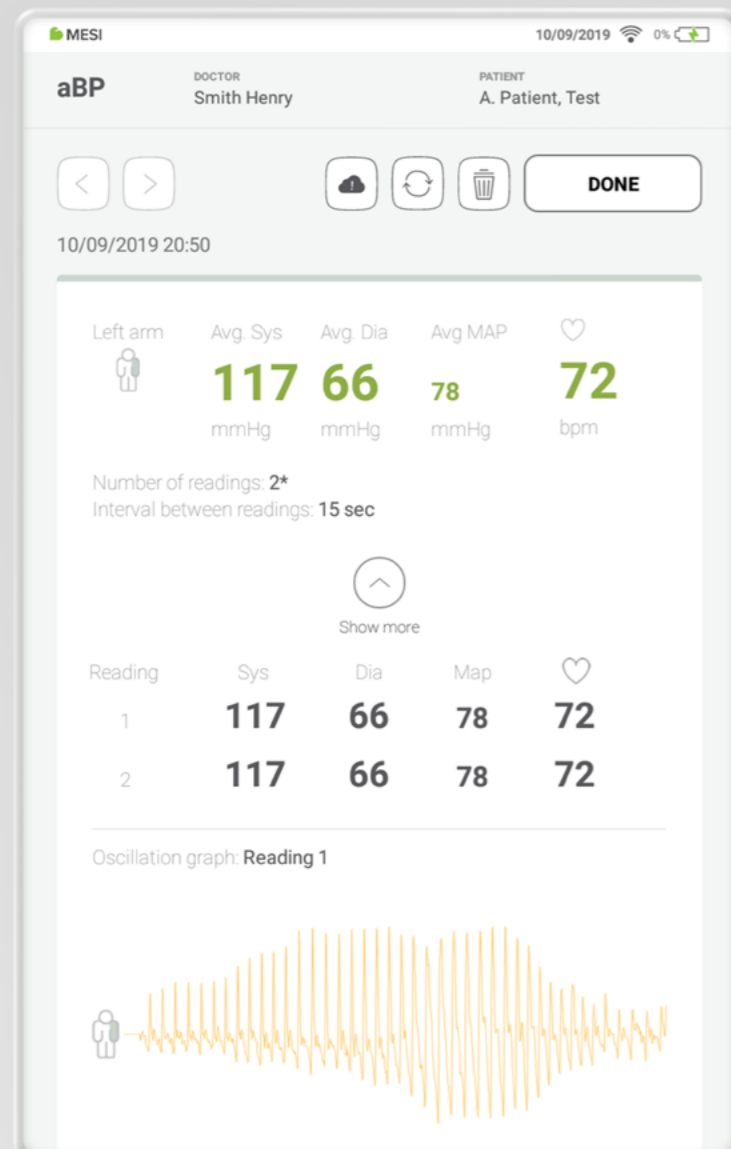 MESI 10/09/2019 0%
aBP
DOCTOR PATIENT
Smith Henry A. Patient, Test
DONE
10/09/2019 20:50
Left arm Avg. Sys Avg. Dia Avg MAP
117 66 78 72
mmHg mmHg mmHg bpm
Number of readings: 2*
Interval between readings: 15 sec
Show more
Reading Sys Dia Map
1 117 66 78 72
2 117 66 78 72
Oscillation graph: Reading 1